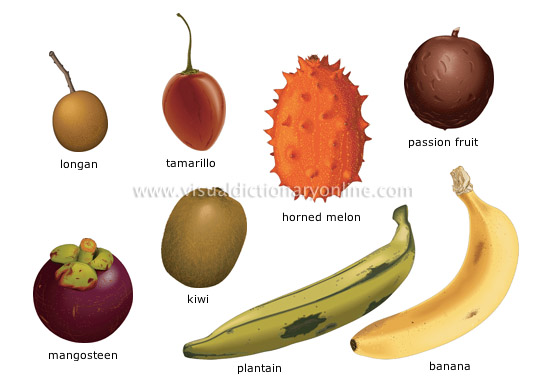 passion fruit
longan
tamarillo
www.visualdictionaryonline.com
horned melon
kiwi
mangosteen
plantain
banana